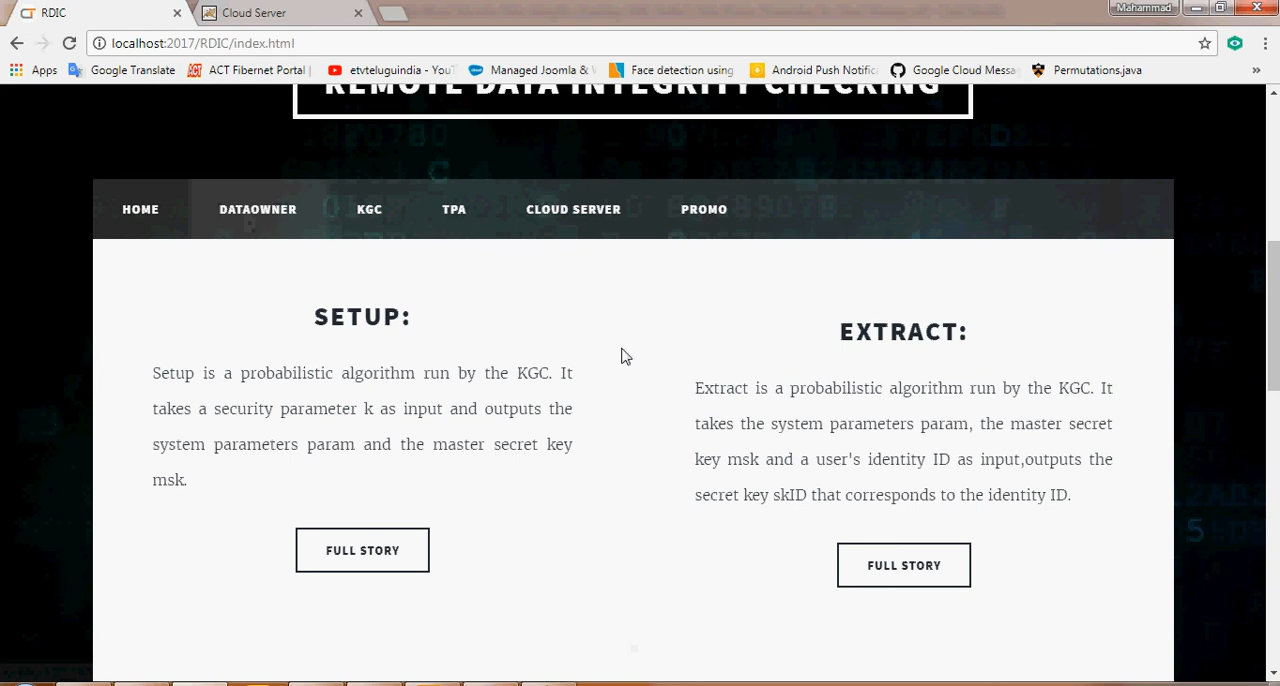 RDIC
Cloud Server
Mahammad
localhost:2017/RDIC/index.html
Apps
Google Translate
ACT Fibernet Portal |
etvteluguindia - You
Managed Joomla &
Face detection using
Android Push Notific
Google Cloud Messa
Permutations.java
»
REMOTE DATA INTEGRITY CHECKING
HOME
DATAOWNER
KGC
TPA
CLOUD SERVER
PROMO
SETUP:
Setup is a probabilistic algorithm run by the KGC. It
takes a security parameter k as input and outputs the
system parameters param and the master secret key
msk.
FULL STORY
EXTRACT:
Extract is a probabilistic algorithm run by the KGC. It
takes the system parameters param, the master secret
key msk and a user's identity ID as input,outputs the
secret key skID that corresponds to the identity ID.
FULL STORY